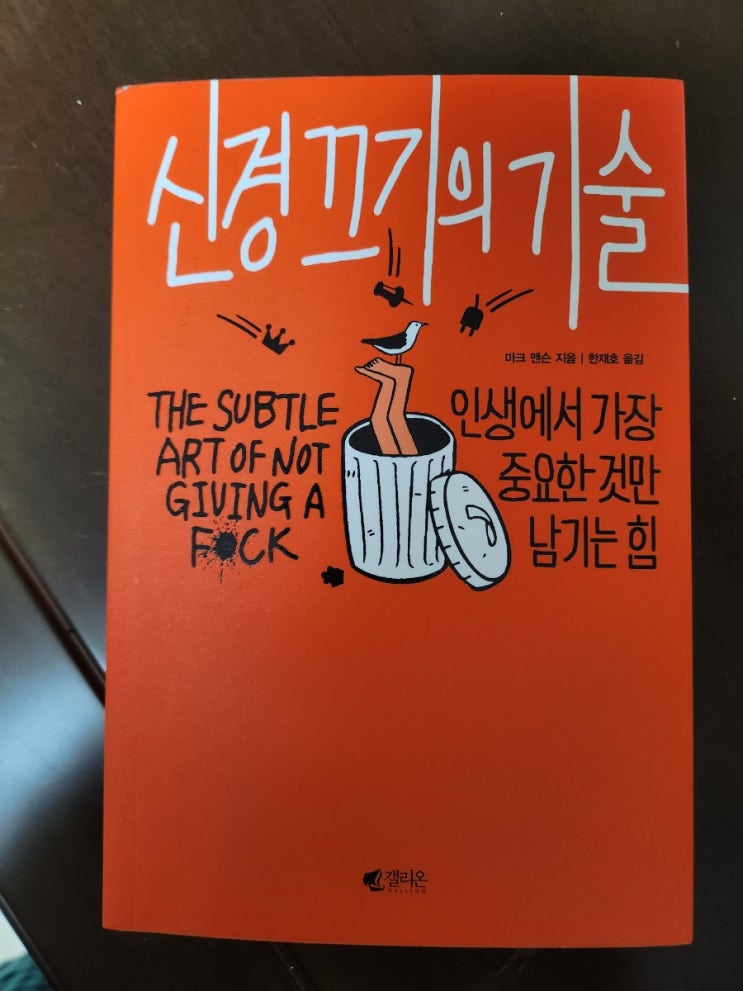 신경 끄기의 기술
마크 맨슨 지음 | 한재호 옮김
THE SUBTLE
ART OF NOT
GIVING A
F●CK
인생에서 가장
중요한 것만
남기는 힘
갤리온
GALLEON